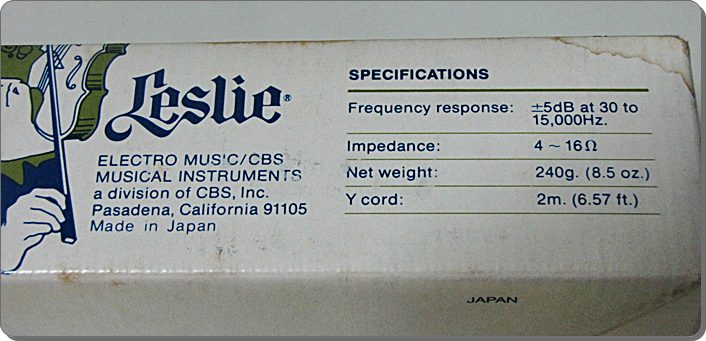 Leslie®
ELECTRO MUSIC/CBS
MUSICAL INSTRUMENTS
a division of CBS, Inc.
Pasadena, California 91105
Made in Japan
SPECIFICATIONS
Frequency response: ±5dB at 30 to
15,000Hz.
Impedance: 4 ~ 16Ω
Net weight: 240g. (8.5 oz.)
Y cord: 2m. (6.57 ft.)
JAPAN